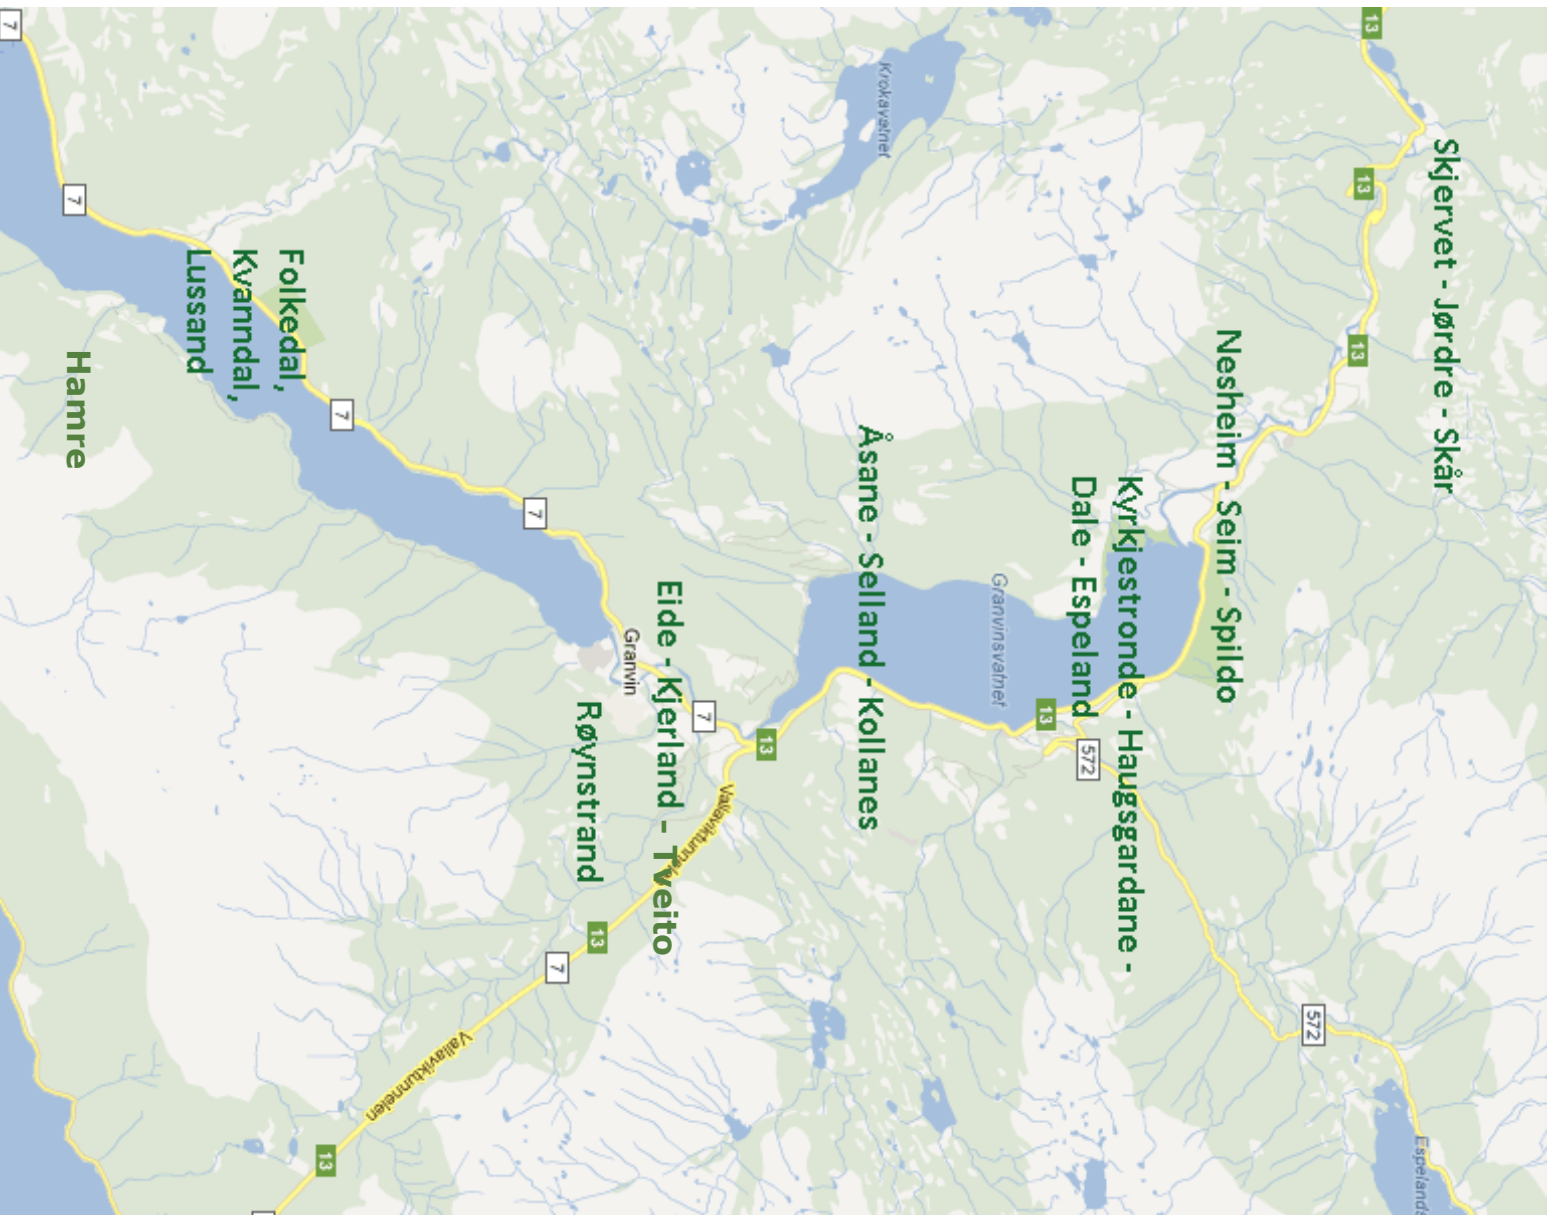 13
Skjervet - Jørdre - Skår
13
13
Nesheim - Seim - Spildo
572
Espelands
Kyrkjestronde - Haugsgardane -
Dale - Espeland
572
13
Granvinsvatnet
Krokavatnet
Åsane - Selland - Kollanes
13
7
Vallaviktunnelen
Eide - Kjerland - Tveito
Granvin
Røynstrand
13
7
7
Vallaviktunnelen
7
13
Folkedal,
Kvanndal,
Lussand
7
Hamre
7